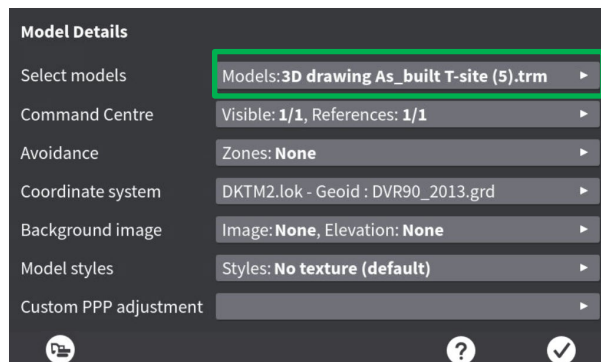 Model Details
Select models Models:3D drawing As_built T-site (5).trm
Command Centre Visible: 1/1, References: 1/1
Avoidance Zones: None
Coordinate system DKTM2.lok - Geoid : DVR90_2013.grd
Background image Image: None, Elevation: None
Model styles Styles: No texture (default)
Custom PPP adjustment
?